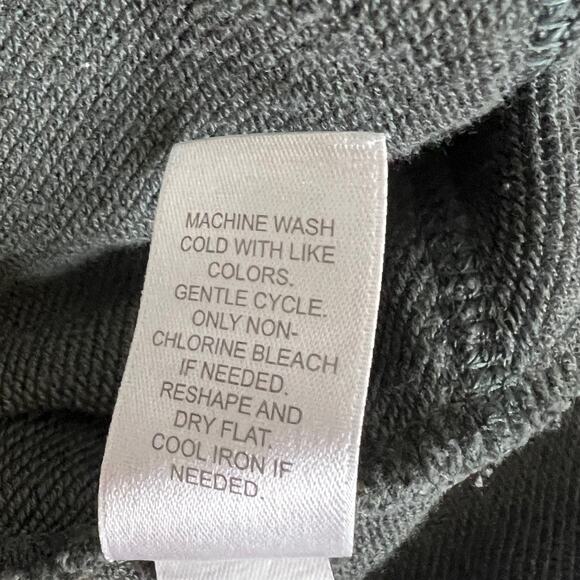 MACHINE WASH
COLD WITH LIKE
COLORS.
GENTLE CYCLE.
ONLY NON-
CHLORINE BLEACH
IF NEEDED.
RESHAPE AND
DRY FLAT.
COOL IRON IF
NEEDED.